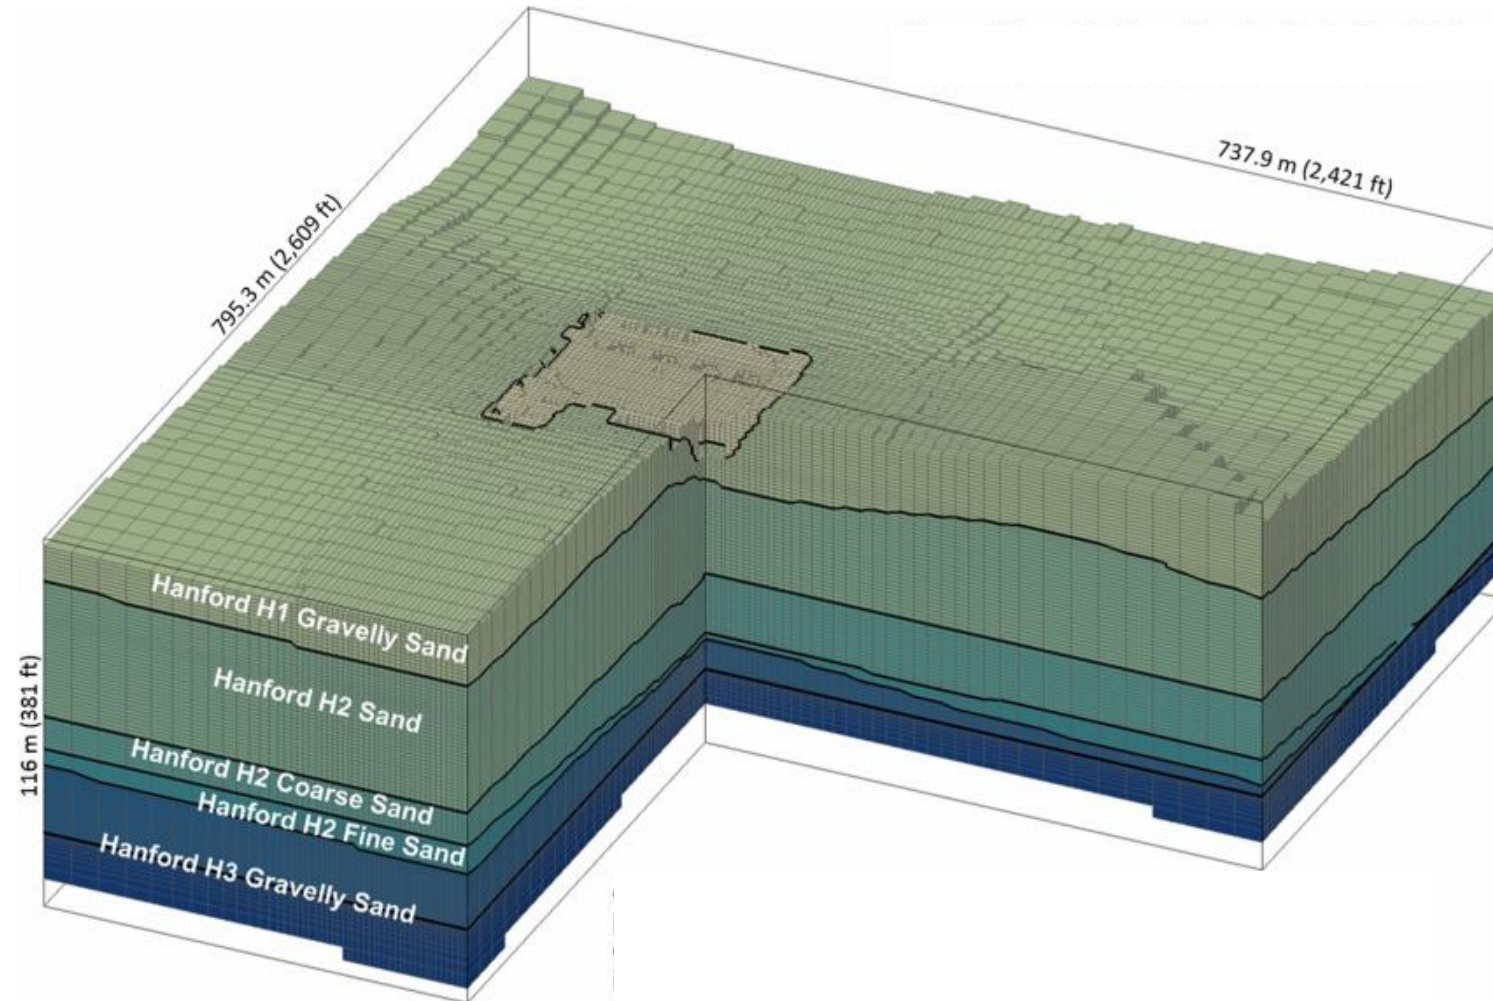 737.9 m (2,421 ft)
795.3 m (2,609 ft)
116 m (381 ft)
Hanford H1 Gravelly Sand
Hanford H2 Sand
Hanford H2 Coarse Sand
Hanford H2 Fine Sand
Hanford H3 Gravelly Sand